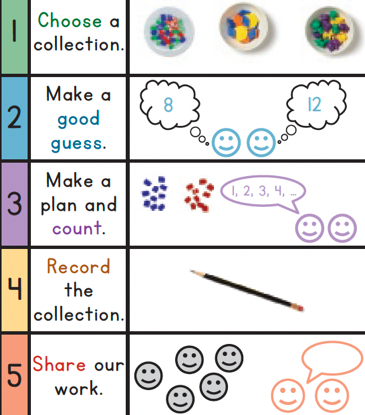 1
Choose a
collection.
2
Make a
good
guess.
8
12
3
Make a
plan and
count.
1, 2, 3, 4, ...
4
Record
the
collection.
5
Share our
work.